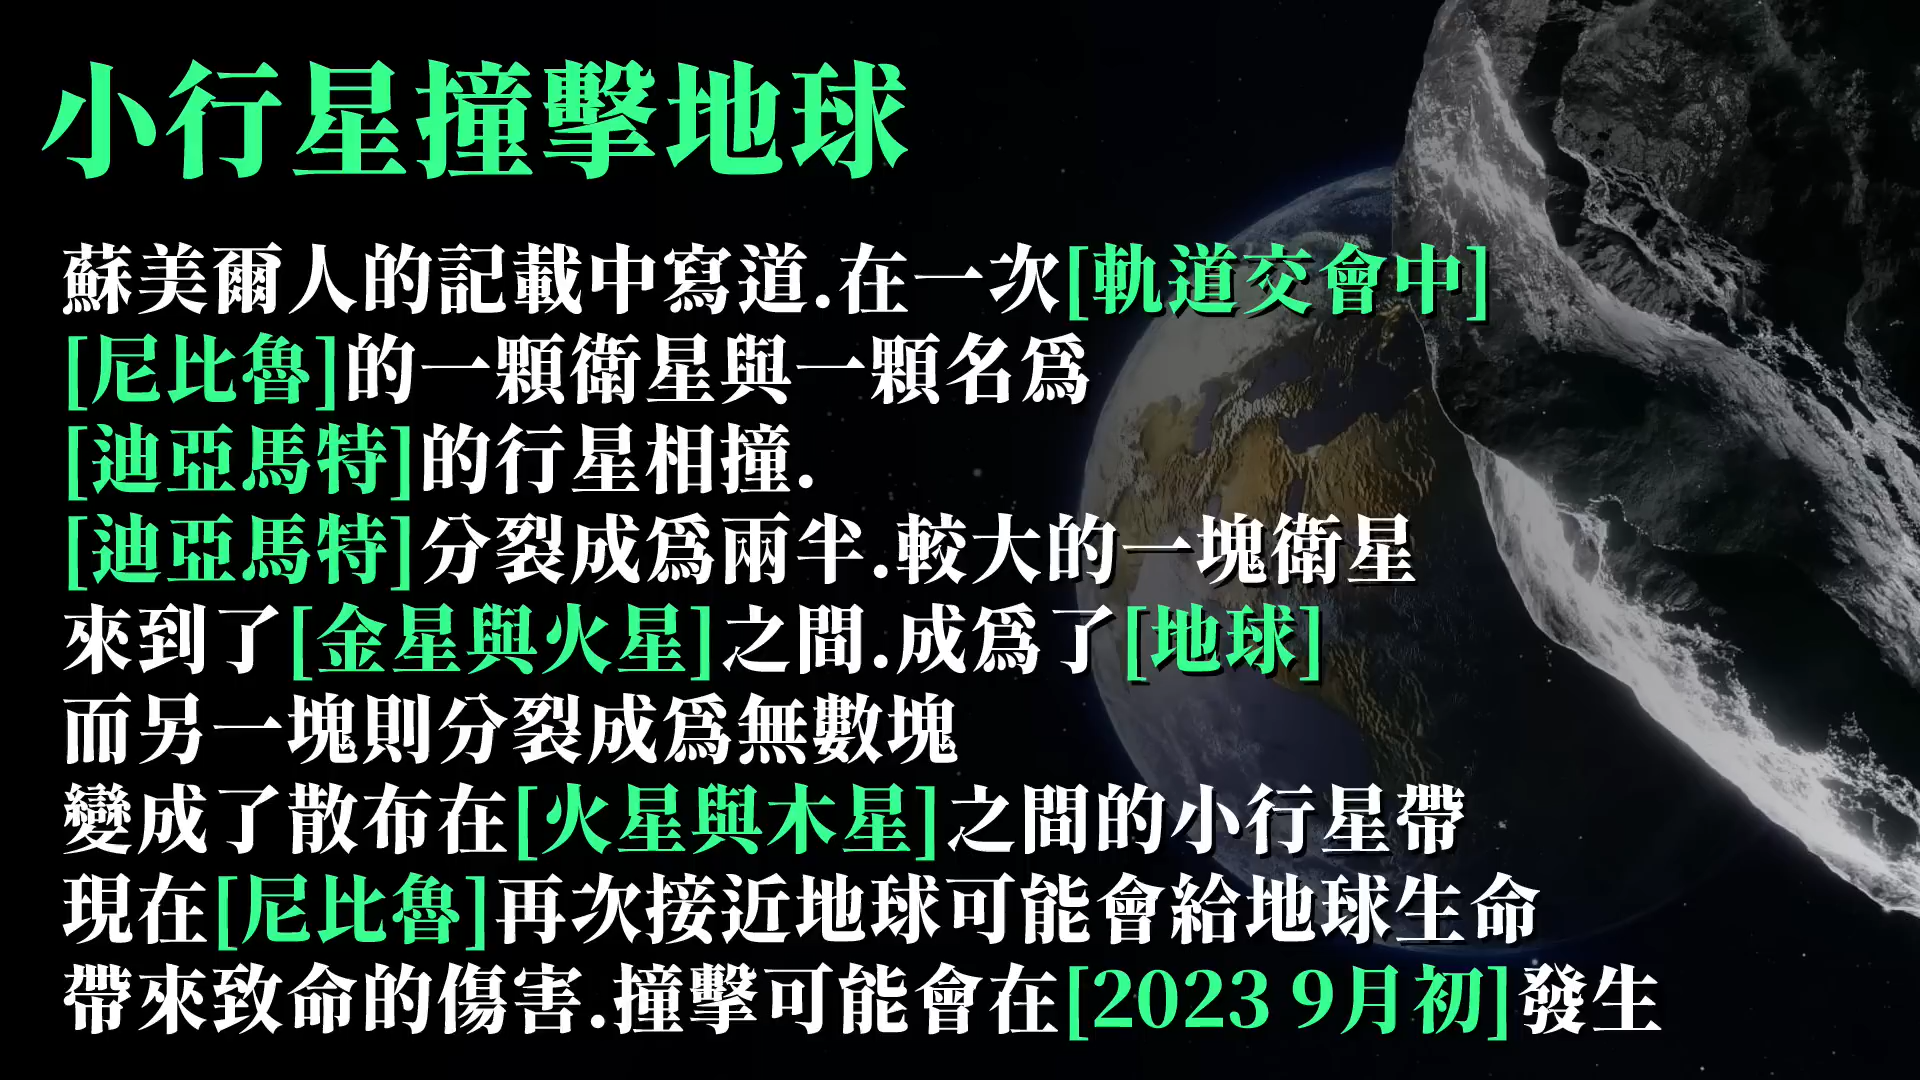 小行星撞擊地球
蘇美爾人的記載中寫道.在一次[軌道交會中]
[尼比魯]的一顆衛星與一顆名爲
[迪亞馬特]的行星相撞.
[迪亞馬特]分裂成爲兩半.較大的一塊衛星
來到了[金星與火星]之間.成爲了[地球]
而另一塊則分裂成爲無數塊
變成了散布在[火星與木星]之間的小行星帶
現在[尼比魯]再次接近地球可能會給地球生命
帶來致命的傷害.撞擊可能會在[2023 9月初]發生